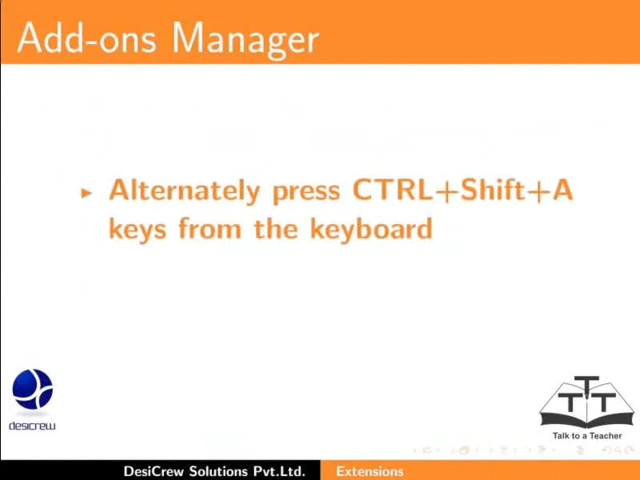 Add-ons Manager
Alternately press CTRL+Shift+A
keys from the keyboard
desicrew
TTT
Talk to a Teacher
DesiCrew Solutions Pvt.Ltd. Extensions